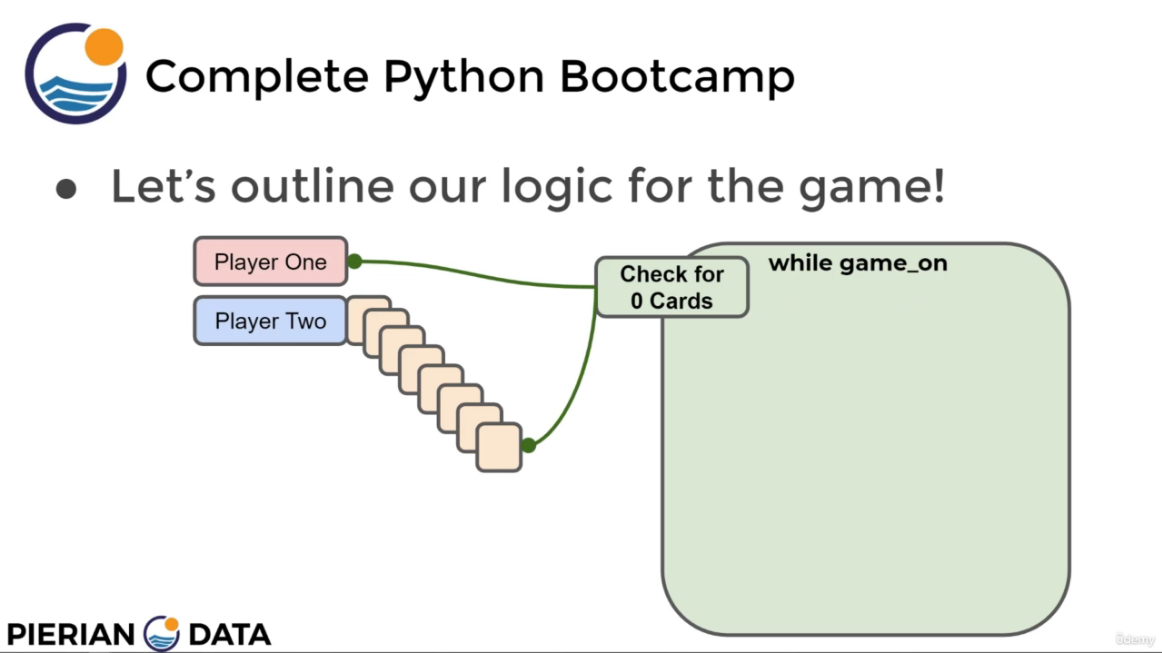 Complete Python Bootcamp
● Let's outline our logic for the game!
Player One
Player Two
Check for
0 Cards
while game_on
PIERIAN DATA
ûdemy